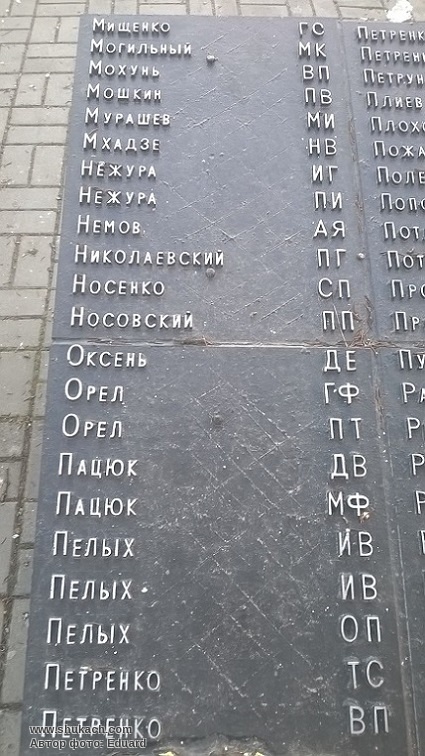 Мищенко ГС
Могильный МК
Мохунь ВП
Мошкин ПВ
Мурашев МИ
Мхадзе НВ
Нежура ИГ
Нежура ПИ
Немов АЯ
Николаевский ПГ
Носенко СП
Носовский ПП
Оксень ДЕ
Орел ГФ
Орел ПТ
Пацюк ДВ
Пацюк МФ
Пелых ИВ
Пелых ИВ
Пелых ОП
Петренко ТС
Петренко ВП
www.shukach.com
Автор фото: Eduard